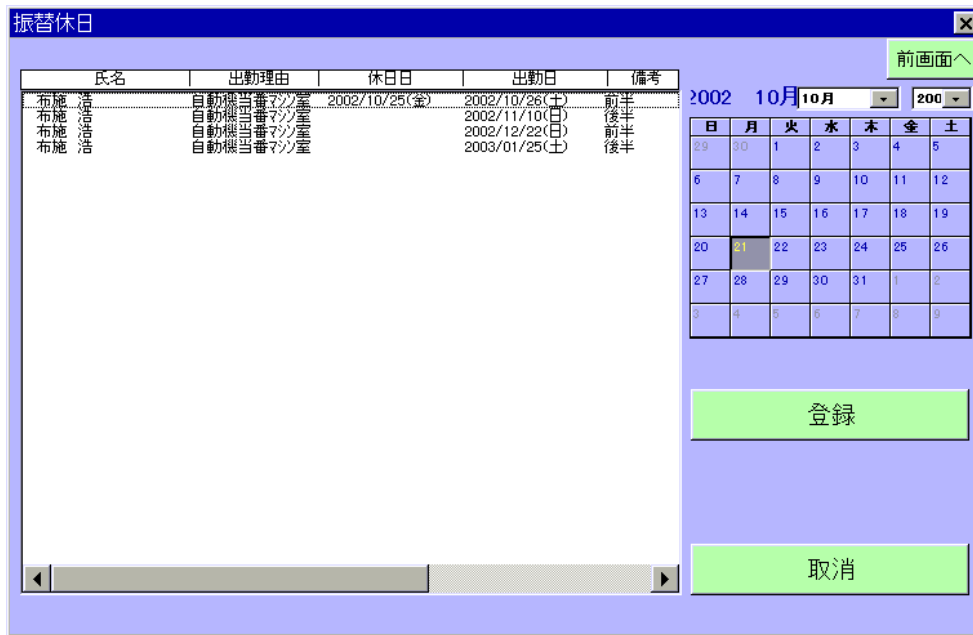 振替休日
前画面へ
氏名 出勤理由 休日日 出勤日 備考
布施 浩 自動機当番マシン室 2002/10/25(金) 2002/10/26(土) 前半
布施 浩 自動機当番マシン室 2002/11/10(日) 後半
布施 浩 自動機当番マシン室 2002/12/22(日) 前半
布施 浩 自動機当番マシン室 2003/01/25(土) 後半
2002 10月 10月 200
日 月 火 水 木 金 土
29 30 1 2 3 4 5
6 7 8 9 10 11 12
13 14 15 16 17 18 19
20 21 22 23 24 25 26
27 28 29 30 31 1 2
3 4 5 6 7 8 9
登録
取消